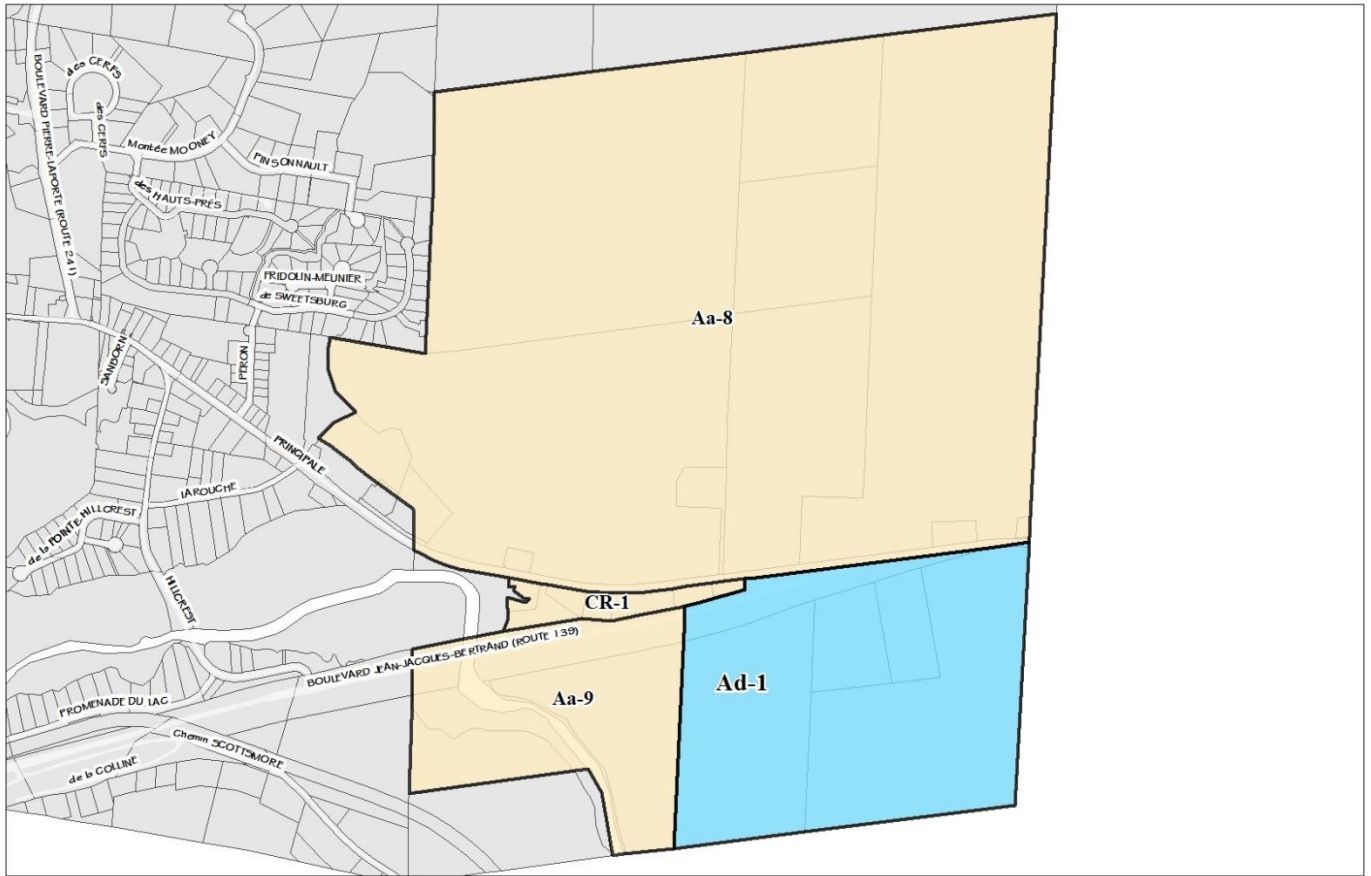 des CERFS
BOULEVARD PIERRE-LAPORTE (ROUTE 241)
des CERFS
Montée MOONEY
PINSONNAULT
des HAUTS-PRÉS
FRIDOLIN-MEUNIER
de SWEETSBURG
Aa-8
SANBORN
PERON
PRINCIPALE
LAROUCHE
de la POINTE-HILLCREST
HILLCREST
CR-1
BOULEVARD JEAN-JACQUES-BERTRAND (ROUTE 139)
Ad-1
Aa-9
PROMENADE DU LAC
Chemin SCOTTSMORE
de la COLLINE